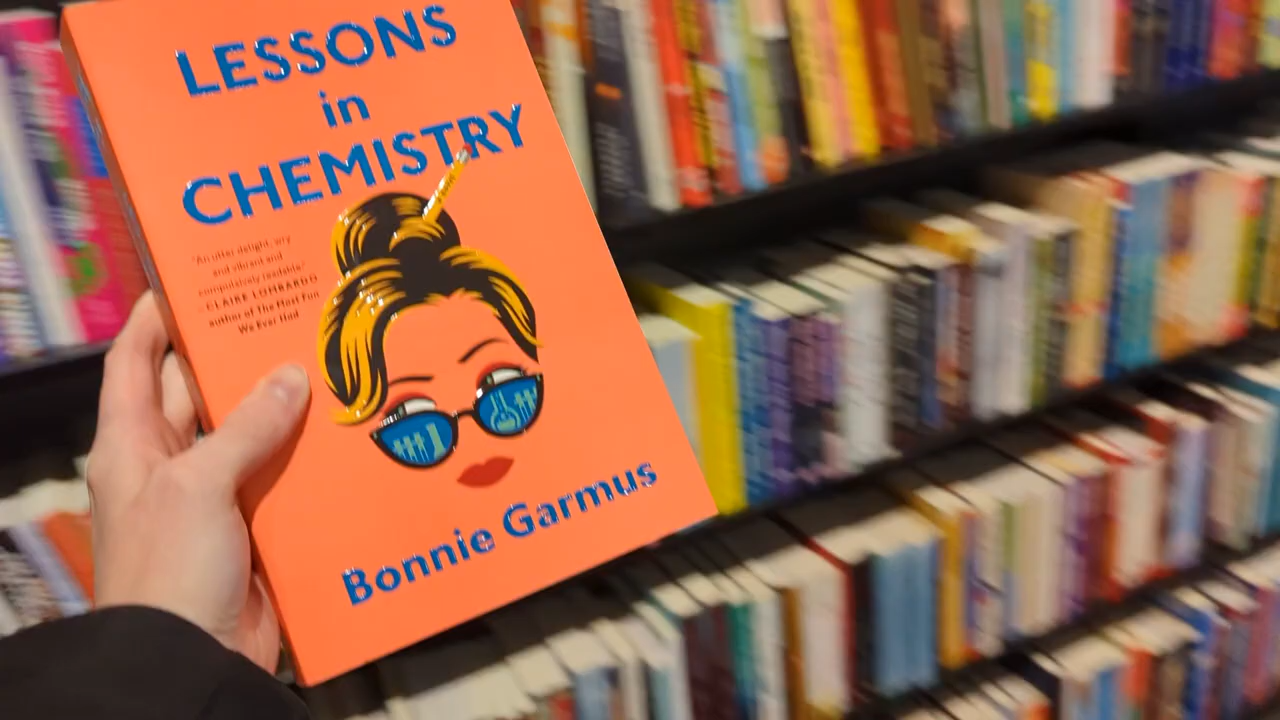 LESSONS
in
CHEMISTRY
"An utter delight, wry
and vibrant and
compulsively readable."
CLAIRE LOMBARDO
author of The Most Fun
We Ever Had
Bonnie Garmus